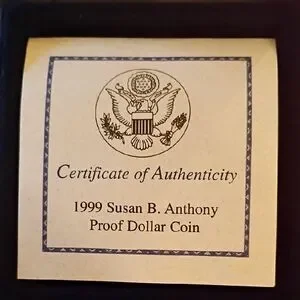 Certificate of Authenticity
1999 Susan B. Anthony
Proof Dollar Coin